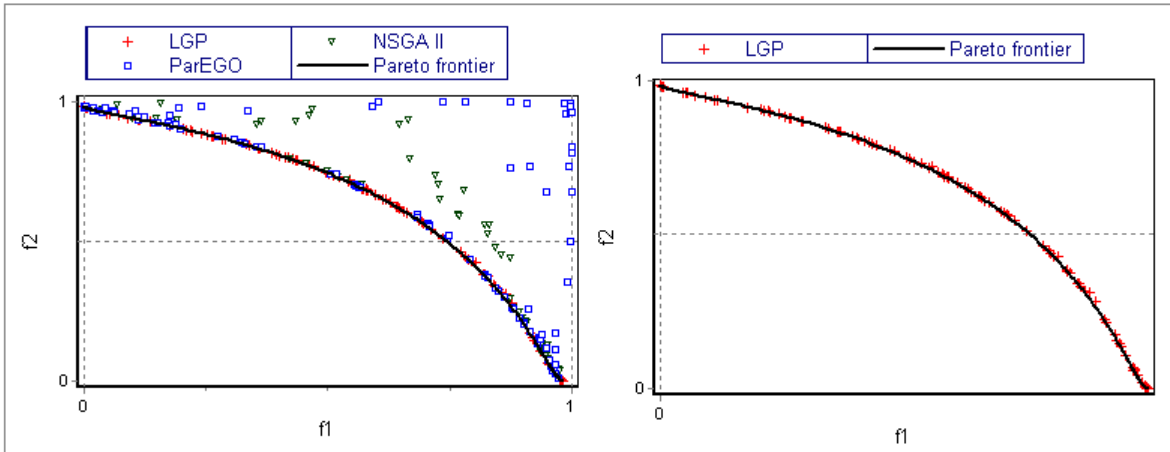 LGP NSGA II
ParEGO Pareto frontier
1
f2
0
0 1
f1
LGP Pareto frontier
1
f2
0
0
f1